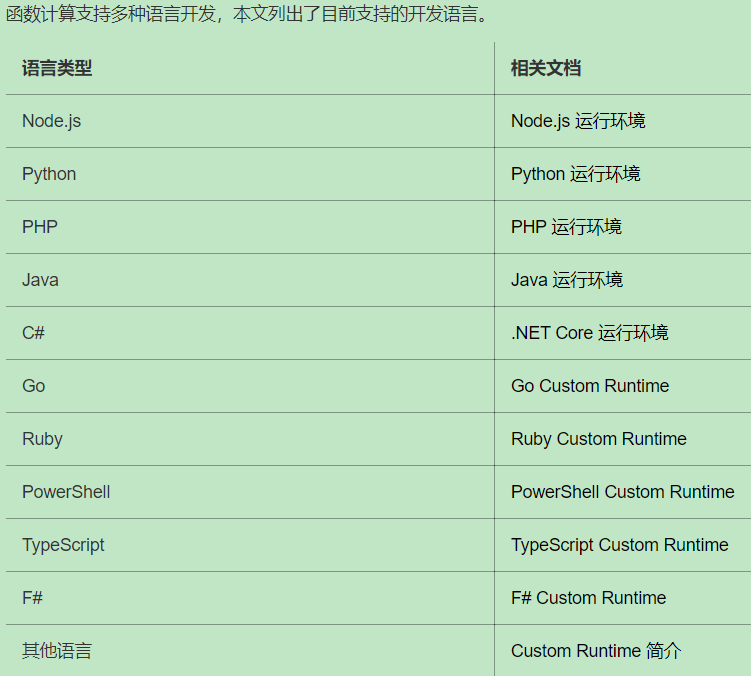 函数计算支持多种语言开发，本文列出了目前支持的开发语言。
语言类型 相关文档
Node.js Node.js 运行环境
Python Python 运行环境
PHP PHP 运行环境
Java Java 运行环境
C# .NET Core 运行环境
Go Go Custom Runtime
Ruby Ruby Custom Runtime
PowerShell PowerShell Custom Runtime
TypeScript TypeScript Custom Runtime
F# F# Custom Runtime
其他语言 Custom Runtime 简介